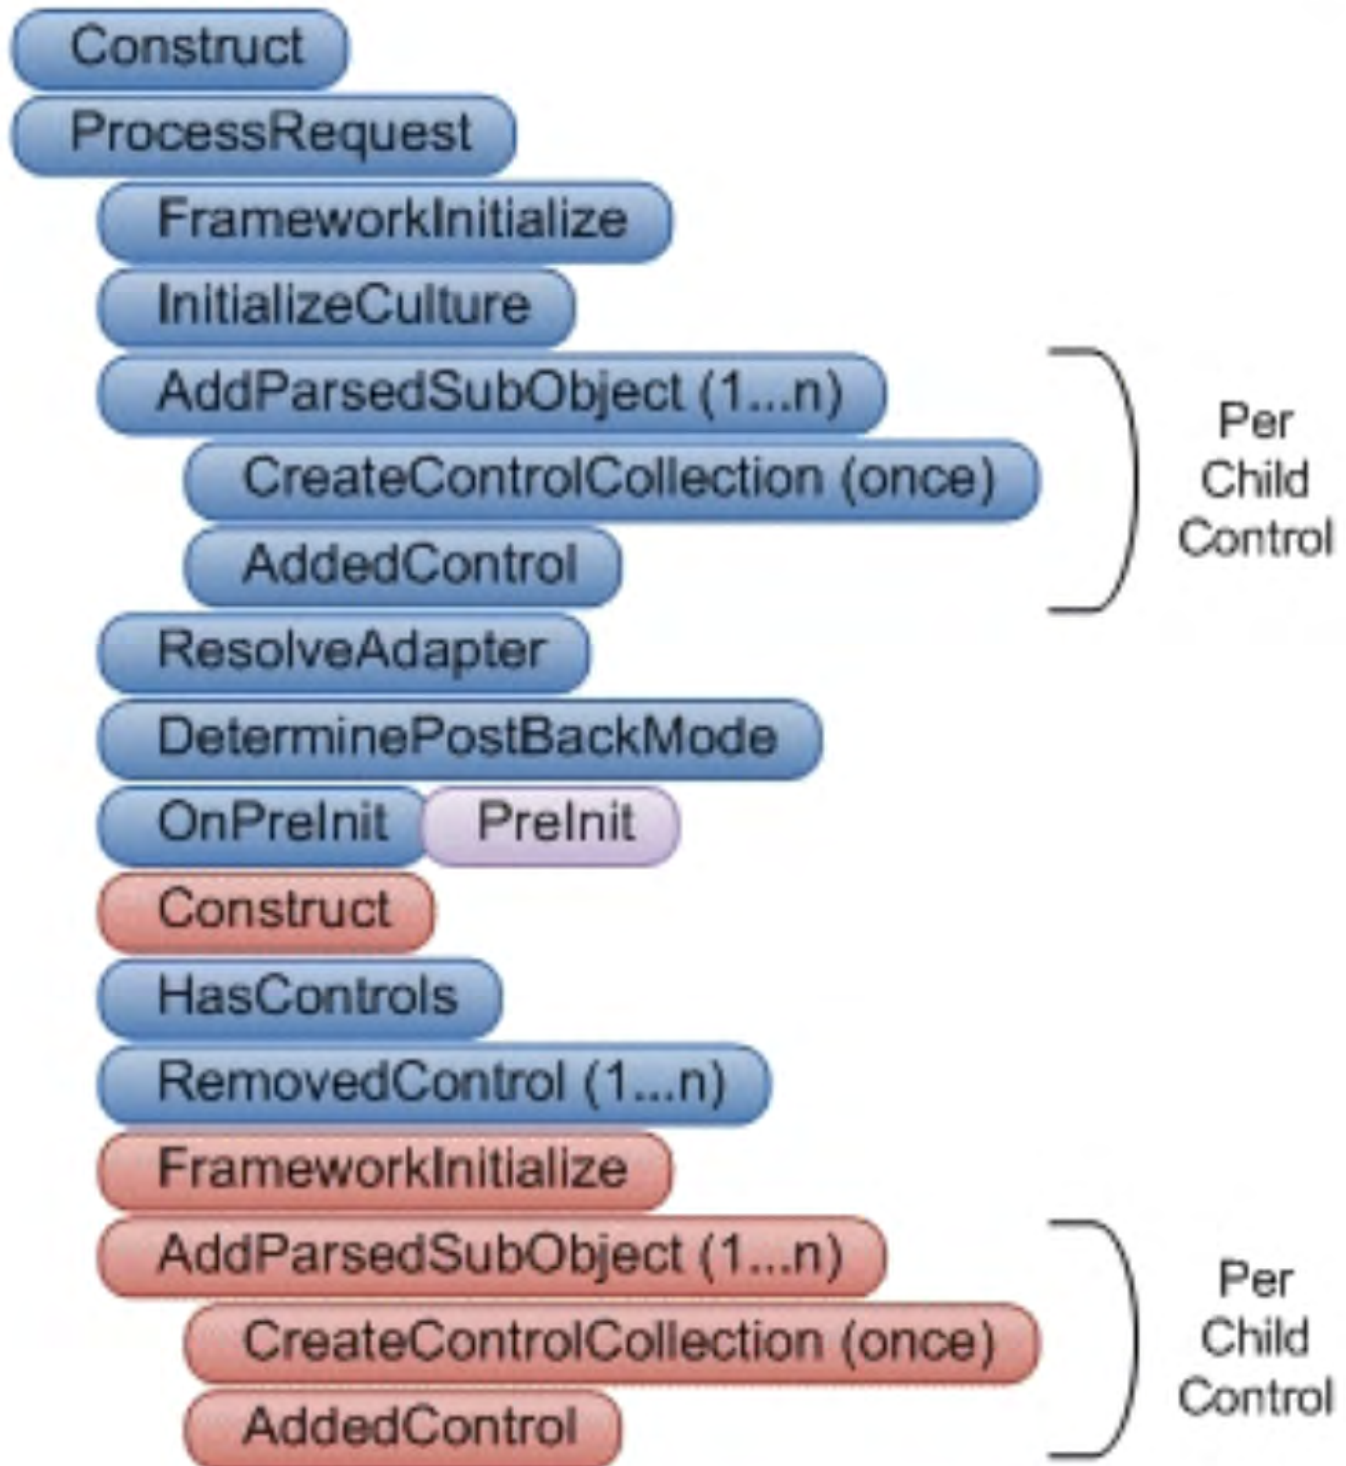 Construct
ProcessRequest
FrameworkInitialize
InitializeCulture
AddParsedSubObject (1...n)
CreateControlCollection (once)
AddedControl
Per
Child
Control
ResolveAdapter
DeterminePostBackMode
OnPreInit PreInit
Construct
HasControls
RemovedControl (1...n)
FrameworkInitialize
AddParsedSubObject (1...n)
CreateControlCollection (once)
AddedControl
Per
Child
Control